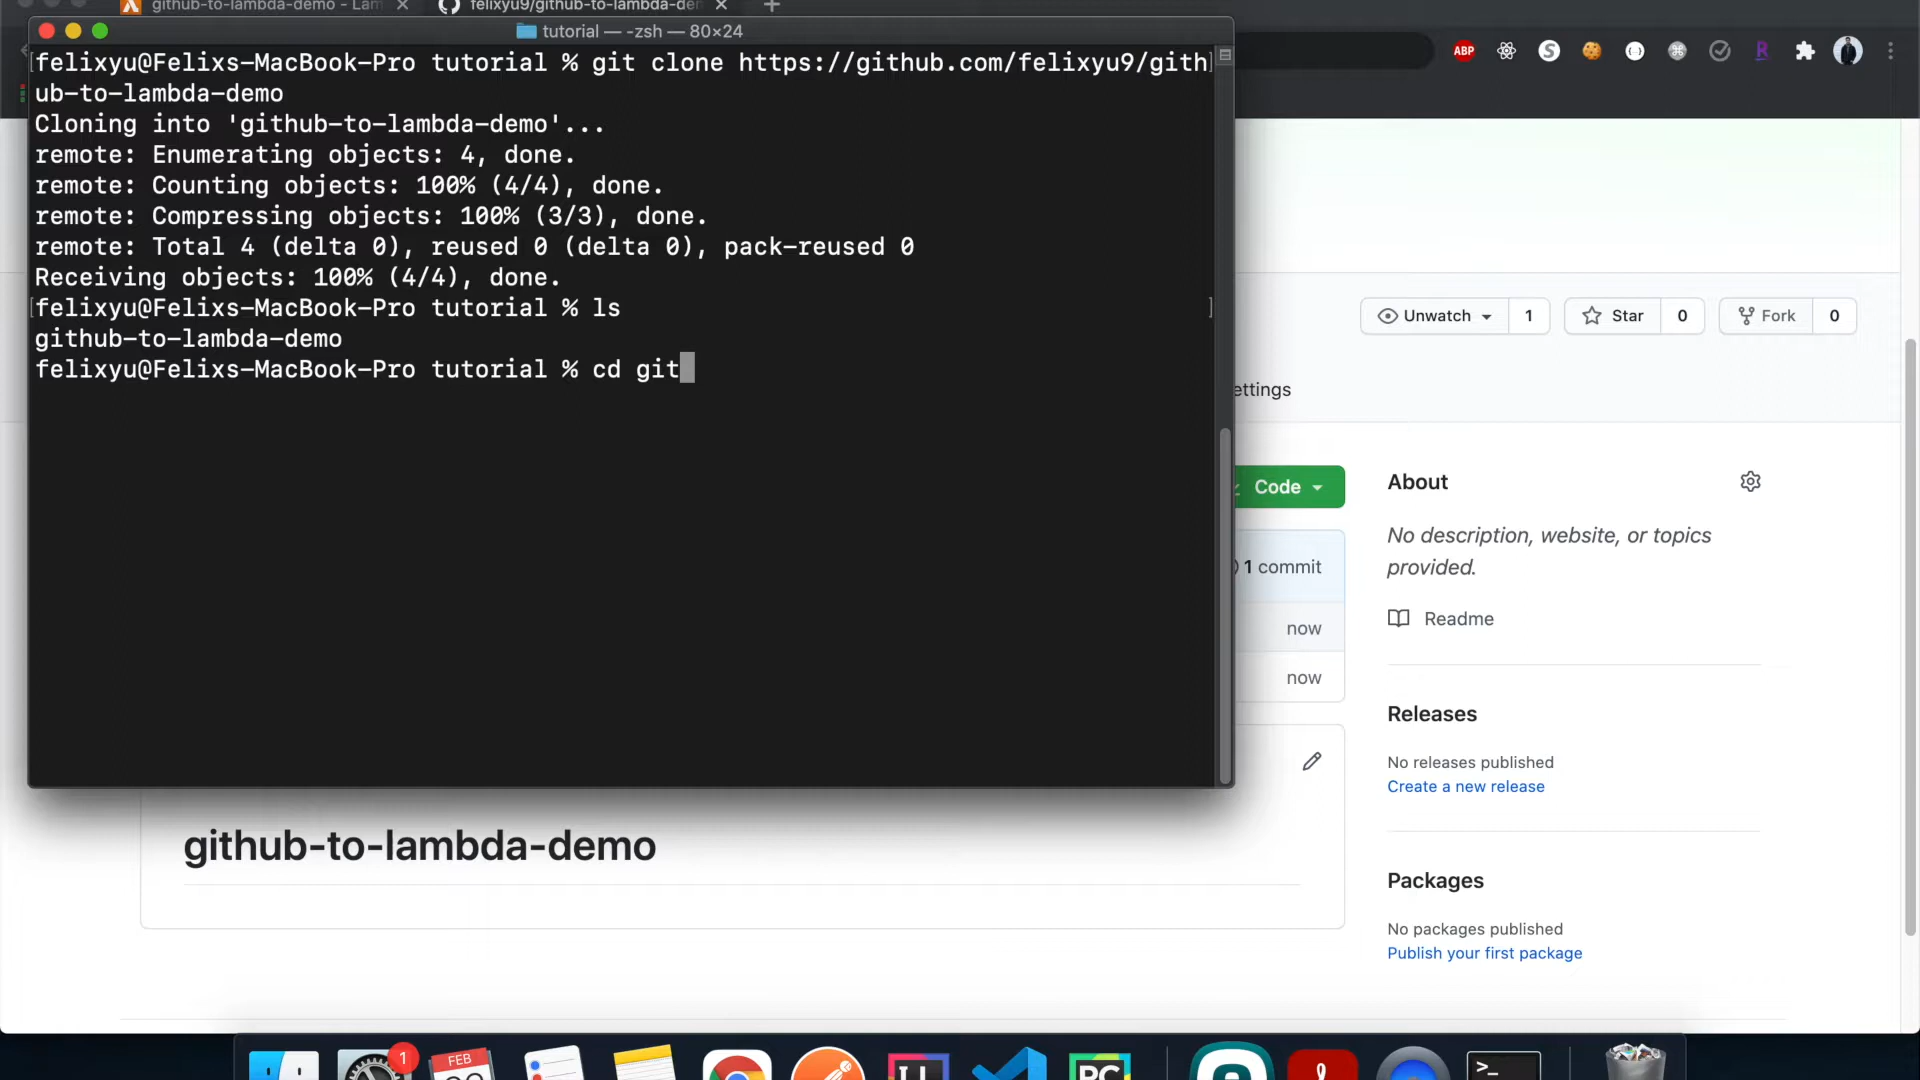 github-to-lambda-demo - Lam
felixyu9/github-to-lambda-der
tutorial — -zsh — 80×24
felixyu@Felixs-MacBook-Pro tutorial % git clone https://github.com/felixyu9/gith
ub-to-lambda-demo
Cloning into 'github-to-lambda-demo'...
remote: Enumerating objects: 4, done.
remote: Counting objects: 100% (4/4), done.
remote: Compressing objects: 100% (3/3), done.
remote: Total 4 (delta 0), reused 0 (delta 0), pack-reused 0
Receiving objects: 100% (4/4), done.
felixyu@Felixs-MacBook-Pro tutorial % ls
github-to-lambda-demo
felixyu@Felixs-MacBook-Pro tutorial % cd git
ABP
S
R
Unwatch 1
Star 0
Fork 0
ettings
Code
1 commit
now
now
About
No description, website, or topics
provided.
Readme
Releases
No releases published
Create a new release
Packages
No packages published
Publish your first package
github-to-lambda-demo
1
FEB
PC
>_